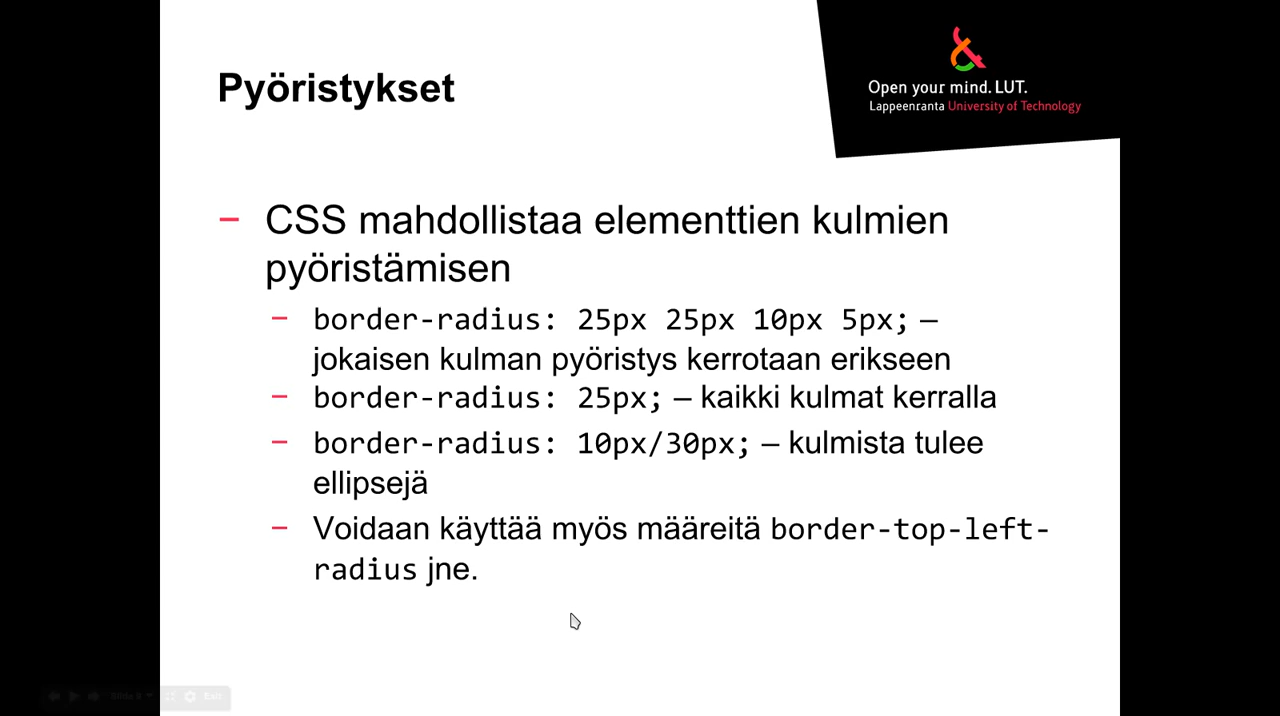 Pyöristykset
Open your mind. LUT.
Lappeenranta University of Technology
– CSS mahdollistaa elementtien kulmien
pyöristämisen
– border-radius: 25px 25px 10px 5px; –
jokaisen kulman pyöristys kerrotaan erikseen
– border-radius: 25px; – kaikki kulmat kerralla
– border-radius: 10px/30px; – kulmista tulee
ellipsejä
– Voidaan käyttää myös määreitä border-top-left-
radius jne.
Exit